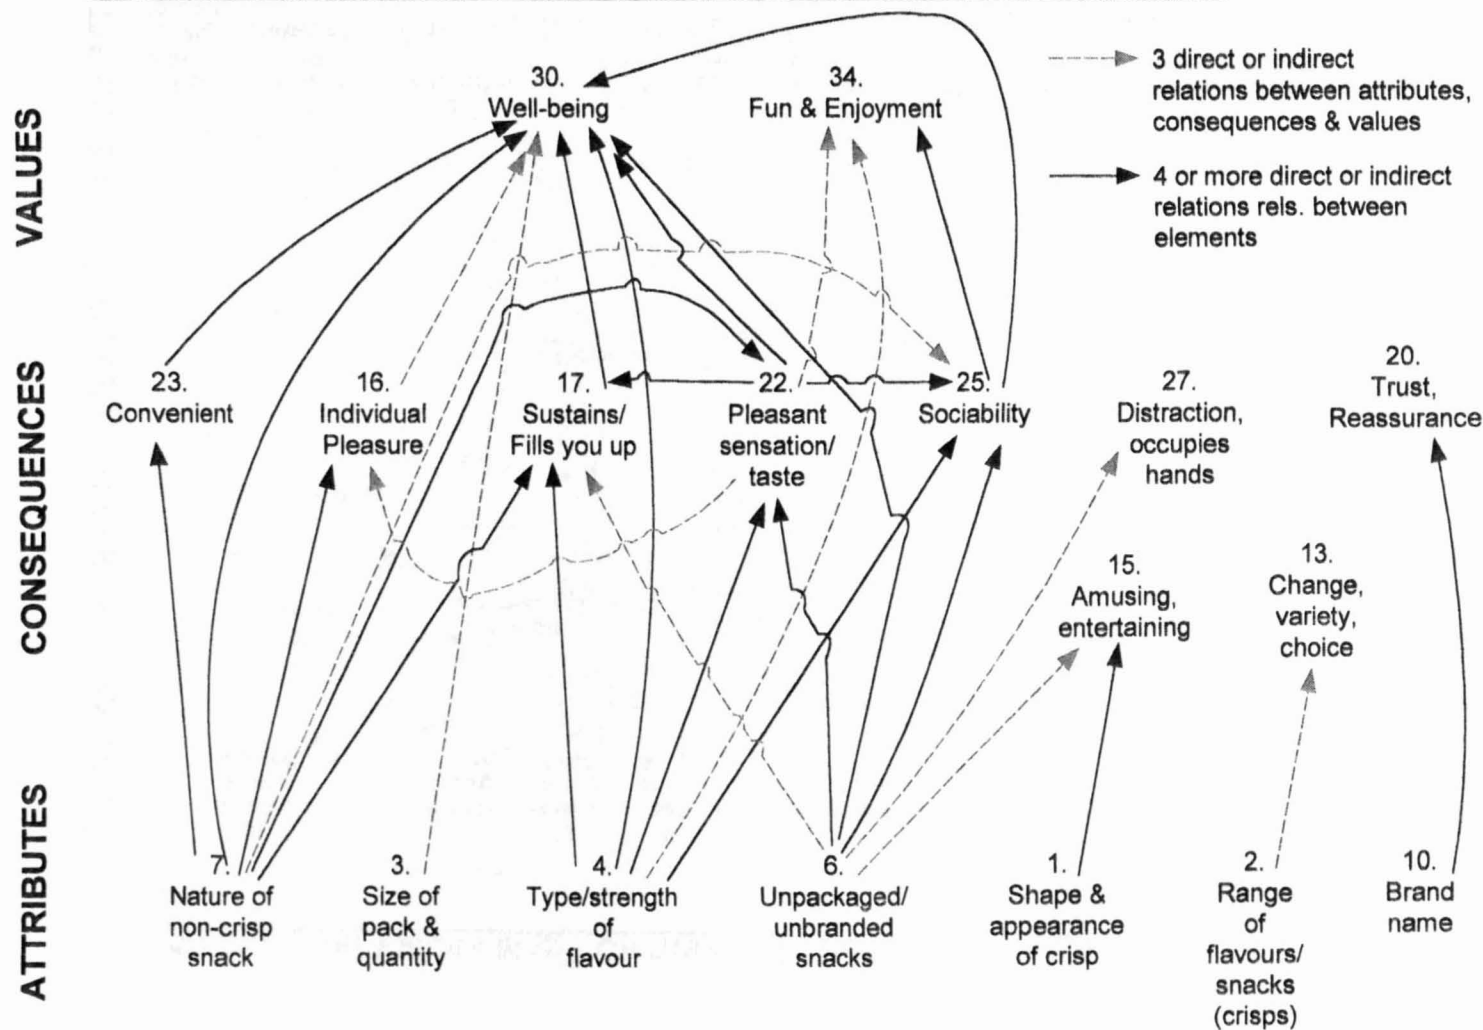 VALUES
30.
Well-being
34.
Fun & Enjoyment
3 direct or indirect
relations between attributes,
consequences & values
4 or more direct or indirect
relations rels. between
elements
CONSEQUENCES
23.
Convenient
16.
Individual
Pleasure
17.
Sustains/
Fills you up
22.
Pleasant
sensation/
taste
25.
Sociability
27.
Distraction,
occupies
hands
20.
Trust,
Reassurance
15.
Amusing,
entertaining
13.
Change,
variety,
choice
ATTRIBUTES
7.
Nature of
non-crisp
snack
3.
Size of
pack &
quantity
4.
Type/strength
of
flavour
6.
Unpackaged/
unbranded
snacks
1.
Shape &
appearance
of crisp
2.
Range
of
flavours/
snacks
(crisps)
10.
Brand
name